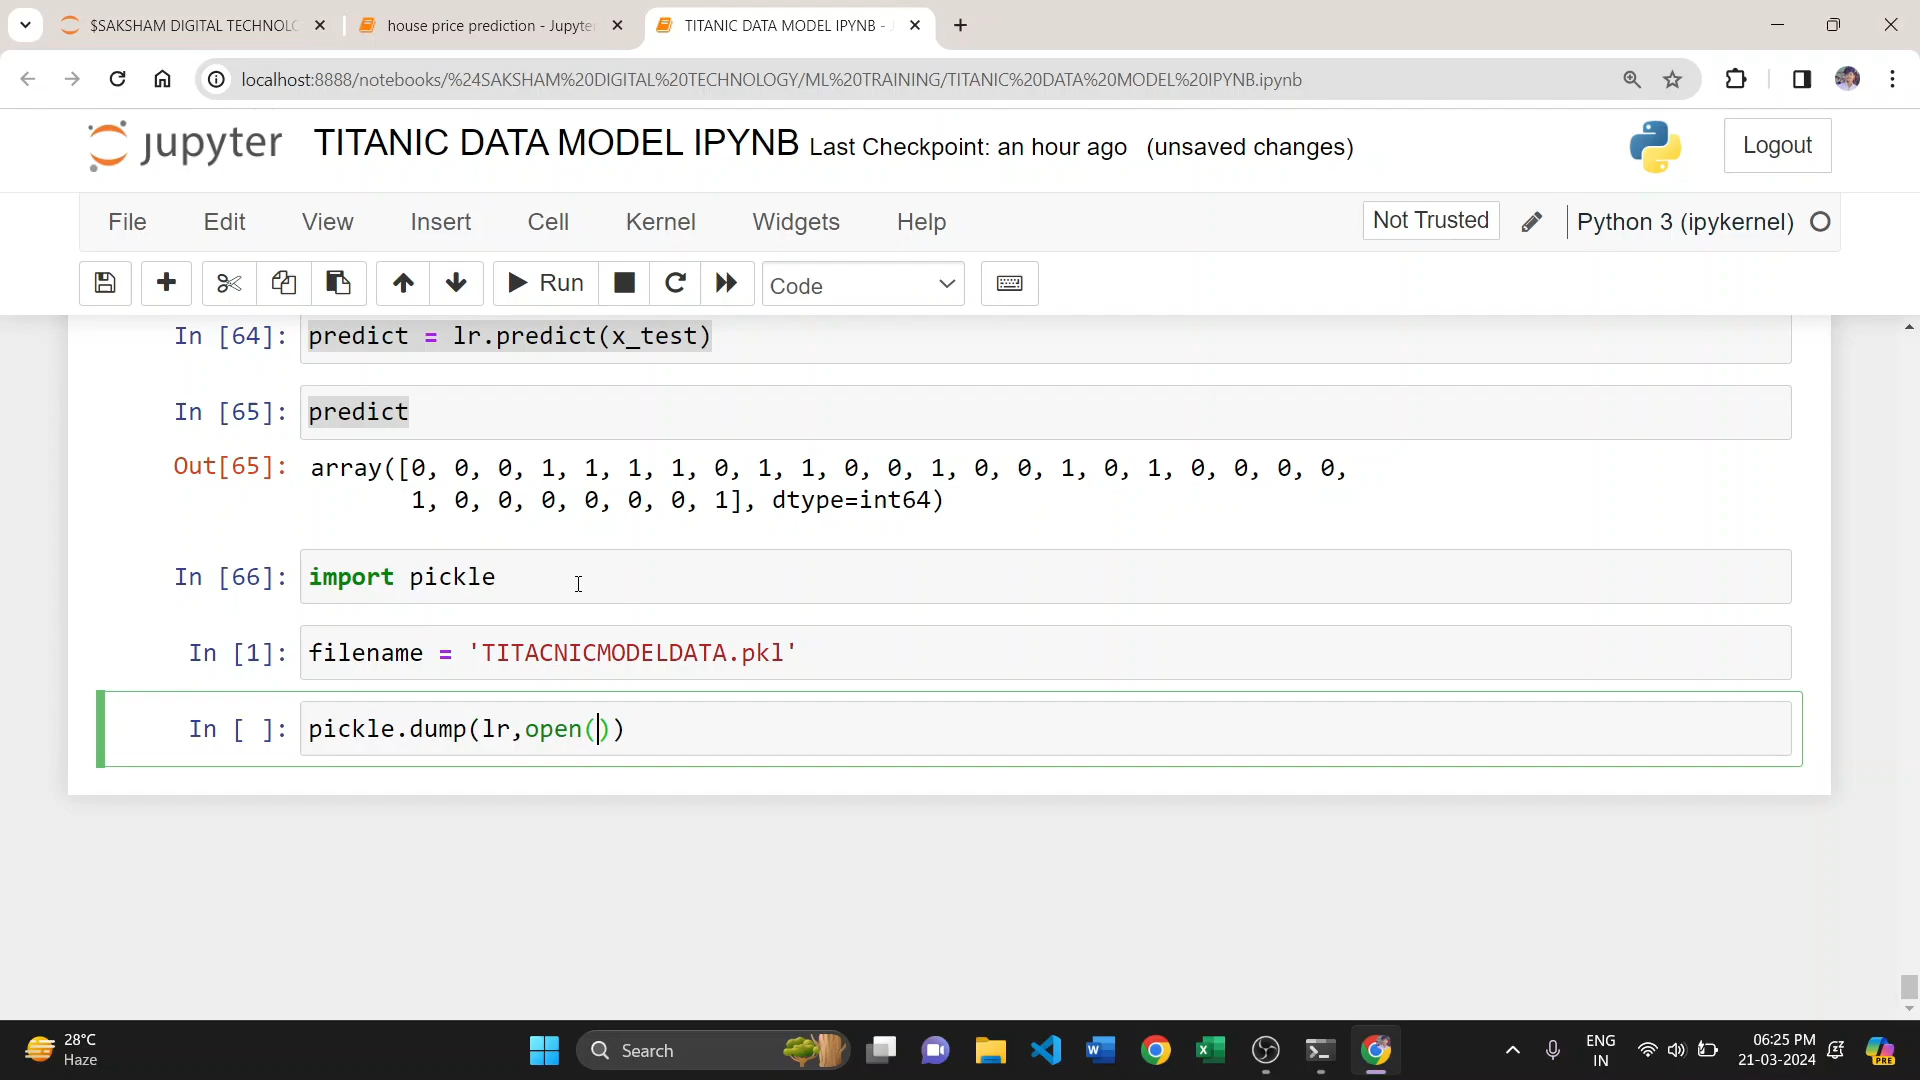 $SAKSHAM DIGITAL TECHNOLO
house price prediction - Jupyte
TITANIC DATA MODEL IPYNB -
localhost:8888/notebooks/%24SAKSHAM%20DIGITAL%20TECHNOLOGY/ML%20TRAINING/TITANIC%20DATA%20MODEL%20IPYNB.ipynb
jupyter TITANIC DATA MODEL IPYNB Last Checkpoint: an hour ago (unsaved changes)
Logout
File Edit View Insert Cell Kernel Widgets Help
Not Trusted
Python 3 (ipykernel)
Run
Code
In [64]: predict = lr.predict(x_test)
In [65]: predict
Out[65]: array([0, 0, 0, 1, 1, 1, 1, 0, 1, 1, 0, 0, 1, 0, 0, 1, 0, 1, 0, 0, 0, 0,
1, 0, 0, 0, 0, 0, 0, 1], dtype=int64)
In [66]: import pickle
In [1]: filename = 'TITACNICMODELDATA.pkl'
In [ ]: pickle.dump(lr,open())
28°C
Haze
Search
ENG
IN
06:25 PM
21-03-2024
PRE